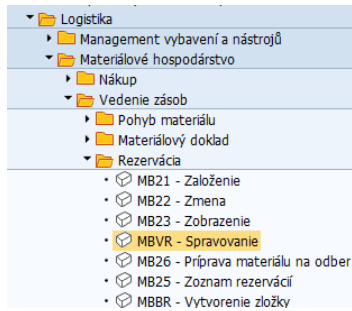 Logistika
Management vybavení a nástrojů
Materiálové hospodárstvo
Nákup
Vedenie zásob
Pohyb materiálu
Materiálový doklad
Rezervácia
MB21 - Založenie
MB22 - Zmena
MB23 - Zobrazenie
MBVR - Spravovanie
MB26 - Príprava materiálu na odber
MB25 - Zoznam rezervácií
MBBR - Vytvorenie zložky